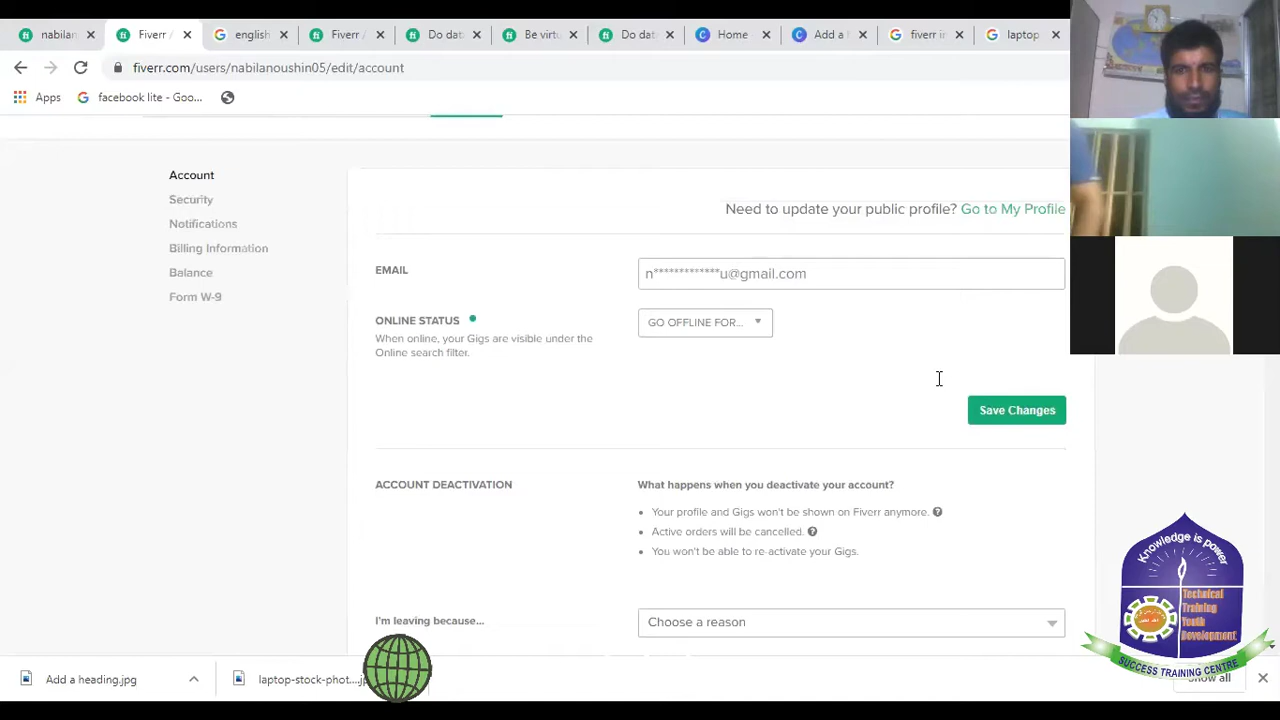 nabilan
Fiverr /
english
Fiverr /
Do data
Be virtu
Do data
Home
Add a h
fiverr in
laptop
fiverr.com/users/nabilanoushin05/edit/account
Apps
facebook lite - Goo...
Account
Security
Notifications
Billing Information
Balance
Form W-9
Need to update your public profile? Go to My Profile
EMAIL
n*************u@gmail.com
ONLINE STATUS
GO OFFLINE FOR...
When online, your Gigs are visible under the
Online search filter.
Save Changes
ACCOUNT DEACTIVATION
What happens when you deactivate your account?
Your profile and Gigs won't be shown on Fiverr anymore.
Active orders will be cancelled.
You won't be able to re-activate your Gigs.
I'm leaving because...
Choose a reason
Knowledge is power
Technical
Training
Youth
Development
SUCCESS TRAINING CENTRE
Add a heading.jpg
laptop-stock-phot....j
Show all